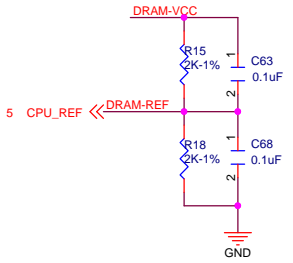 DRAM-VCC
R15
2K-1%
1
C63
0.1uF
2
5 CPU_REF DRAM-REF
R18
2K-1%
1
C68
0.1uF
2
GND